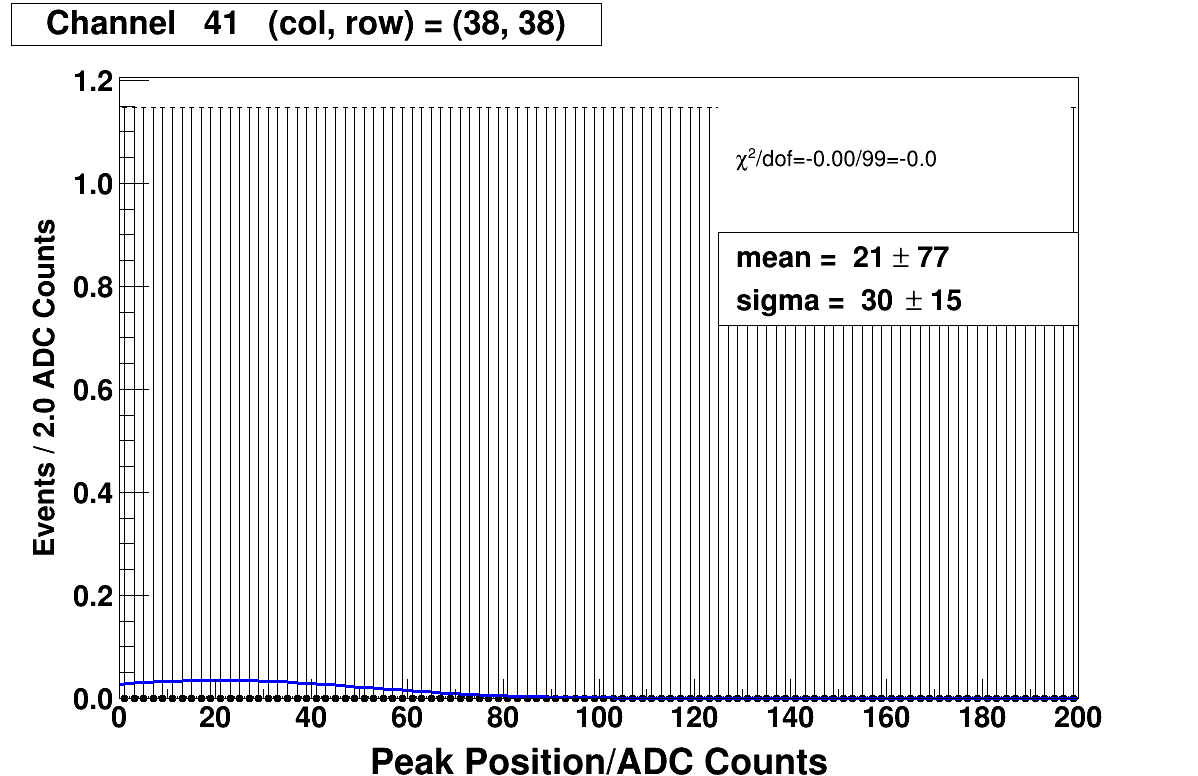 Channel 41 (col, row) = (38, 38)
1.2
1.0
0.8
0.6
0.4
0.2
0.0
Events / 2.0 ADC Counts
χ²/dof=-0.00/99=-0.0
mean = 21 ± 77
sigma = 30 ± 15
0 20 40 60 80 100 120 140 160 180 200
Peak Position/ADC Counts